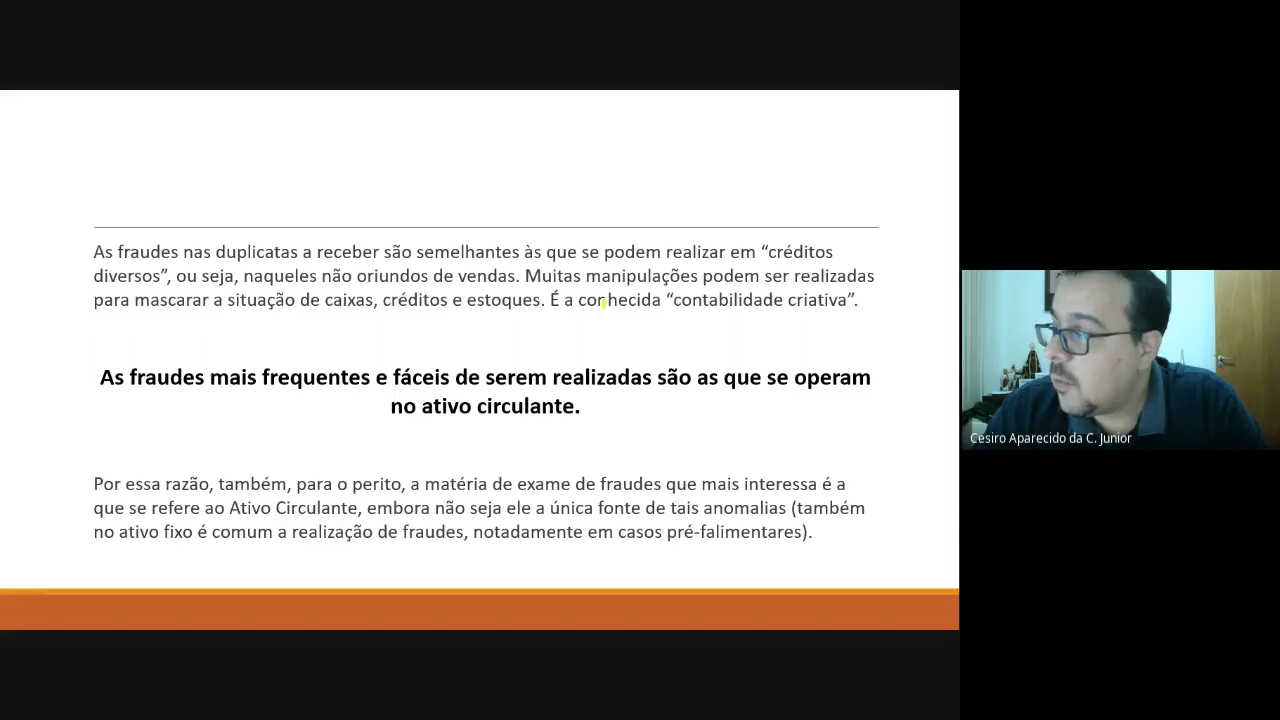 As fraudes nas duplicatas a receber são semelhantes às que se podem realizar em “créditos
diversos”, ou seja, naqueles não oriundos de vendas. Muitas manipulações podem ser realizadas
para mascarar a situação de caixas, créditos e estoques. É a conhecida “contabilidade criativa”.
As fraudes mais frequentes e fáceis de serem realizadas são as que se operam
no ativo circulante.
Por essa razão, também, para o perito, a matéria de exame de fraudes que mais interessa é a
que se refere ao Ativo Circulante, embora não seja ele a única fonte de tais anomalias (também
no ativo fixo é comum a realização de fraudes, notadamente em casos pré-falimentares).
Cesiro Aparecido da C. Junior